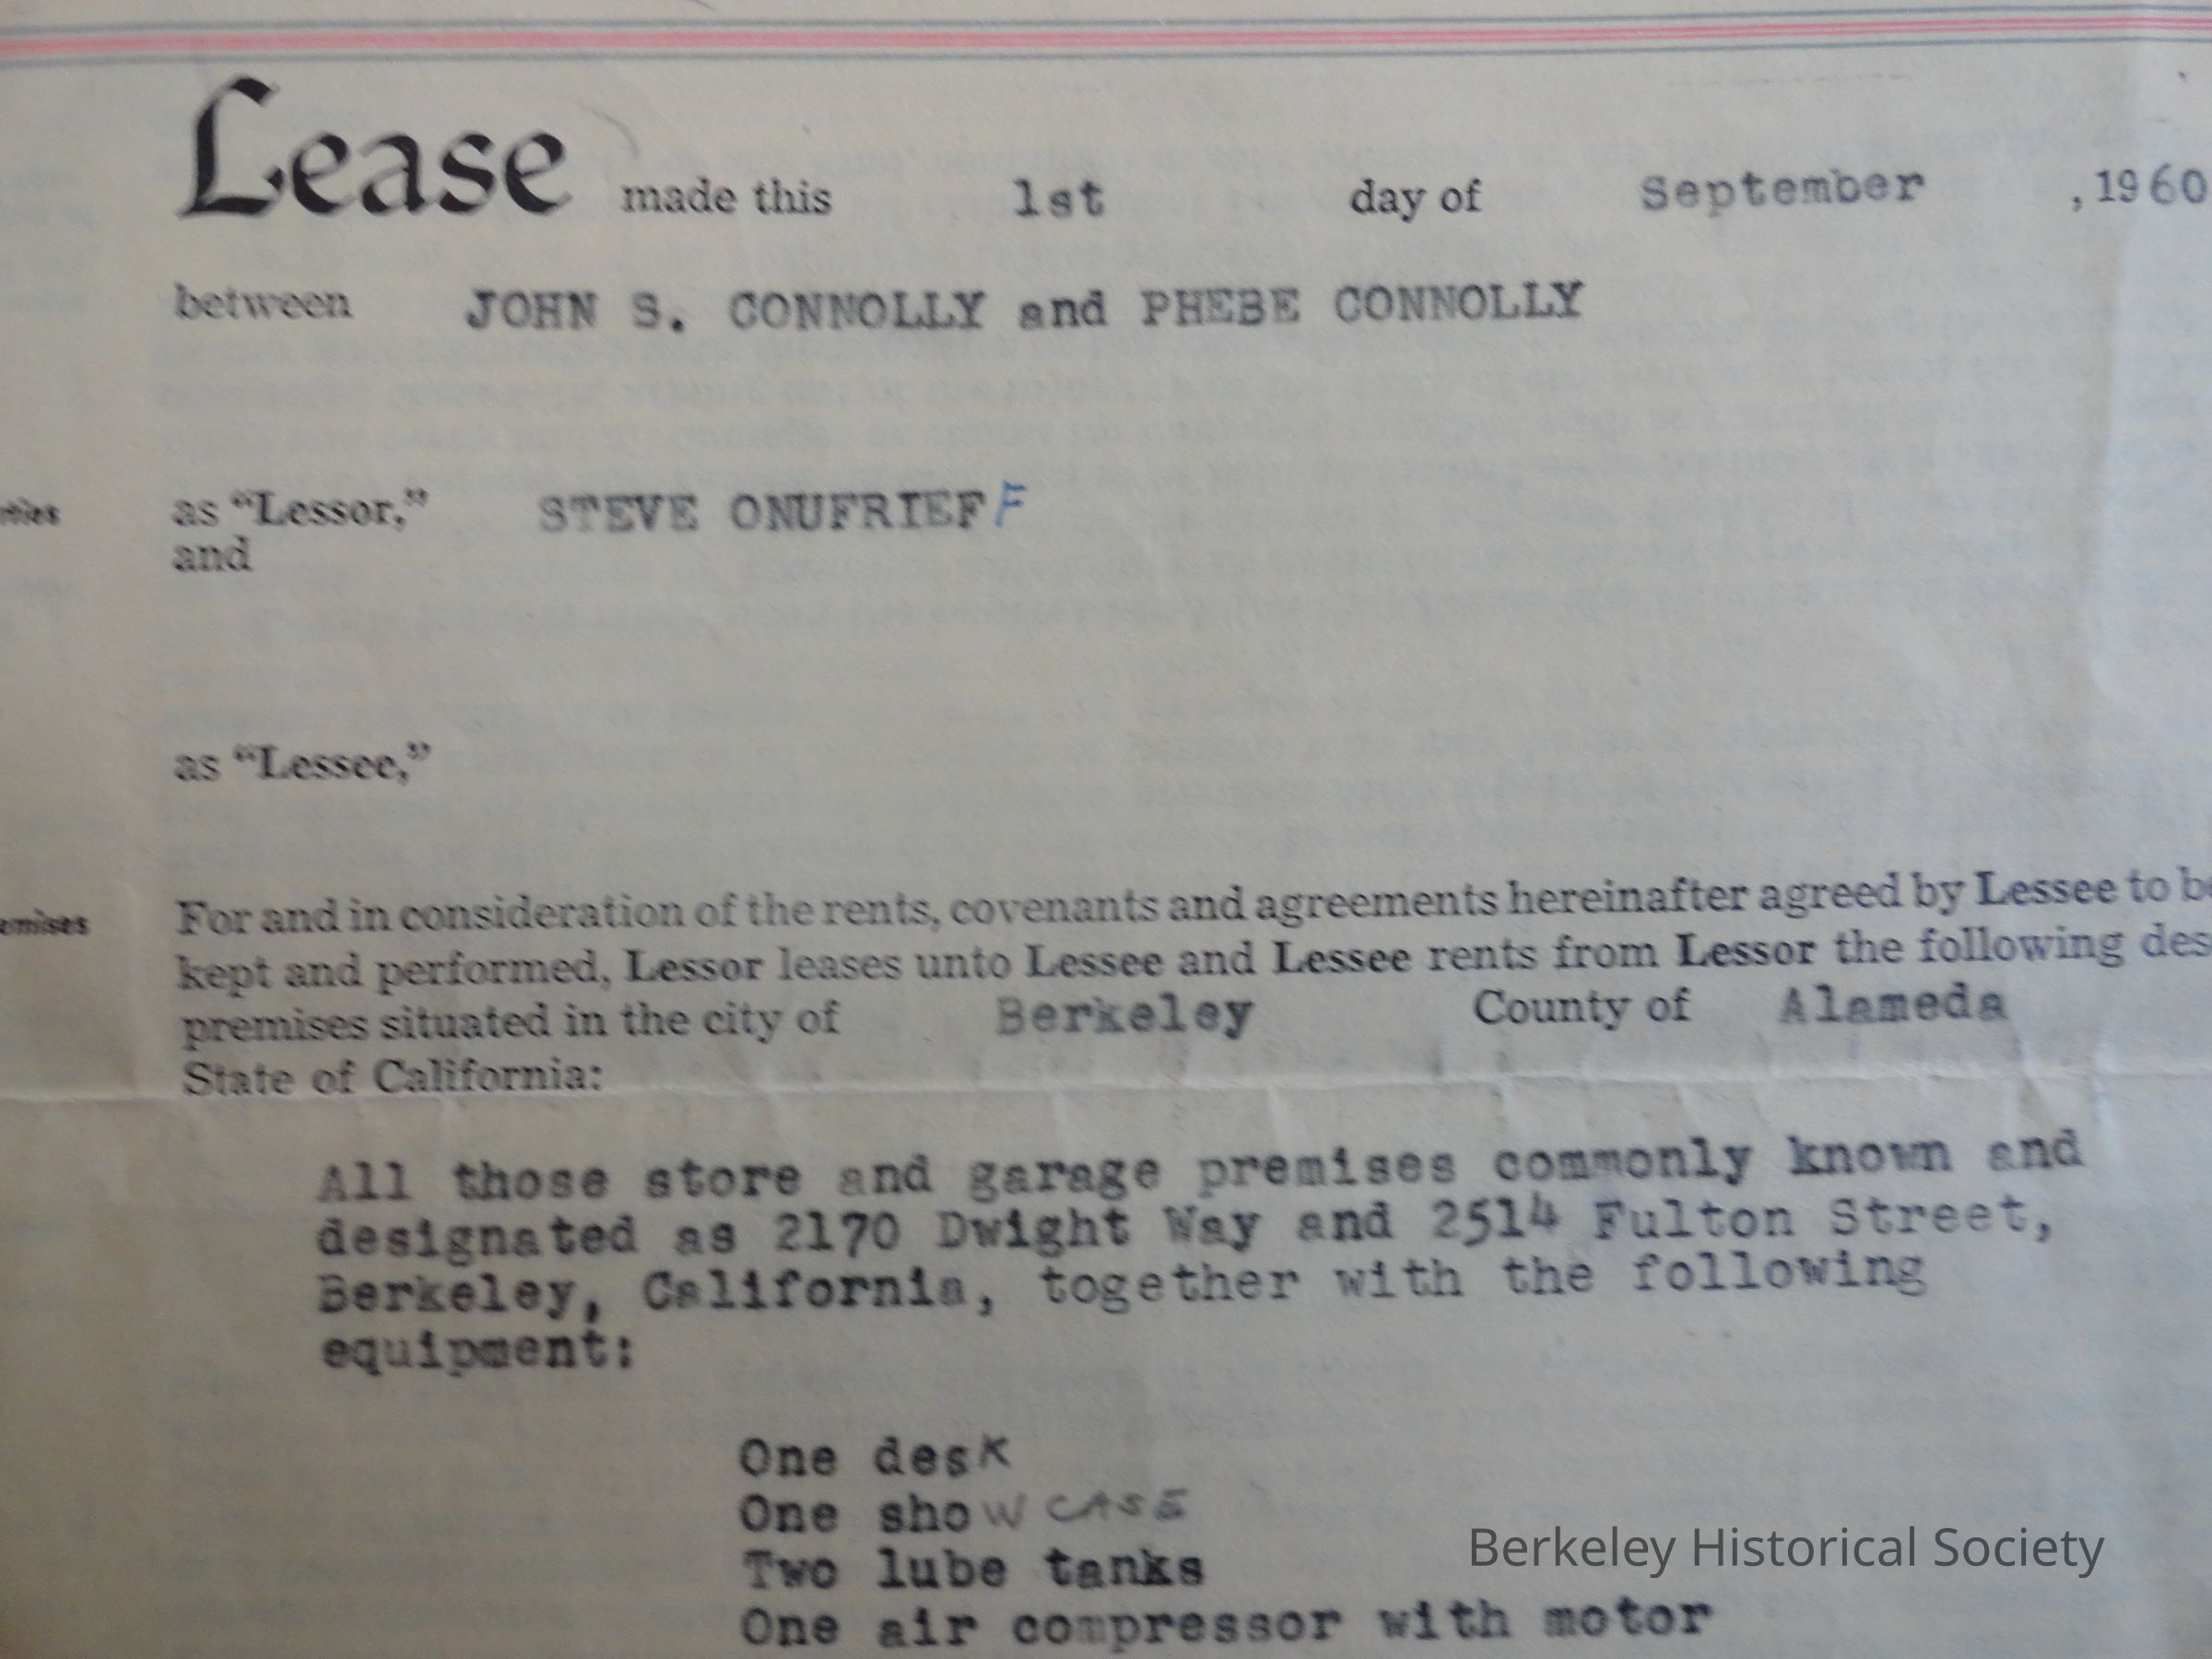 Lease made this 1st day of September , 1960
between JOHN S. CONNOLLY and PHEBE CONNOLLY
as “Lessor,” STEVE ONUFRIEFF
and
as “Lessee,”
For and in consideration of the rents, covenants and agreements hereinafter agreed by Lessee to be
kept and performed, Lessor leases unto Lessee and Lessee rents from Lessor the following des
emises
premises situated in the city of Berkeley County of Alameda
State of California:
All those store and garage premises commonly known and
designated as 2170 Dwight Way and 2514 Fulton Street,
Berkeley, California, together with the following
equipment:
One desk
One show CASE
Two lube tanks
One air compressor with motor
Berkeley Historical Society